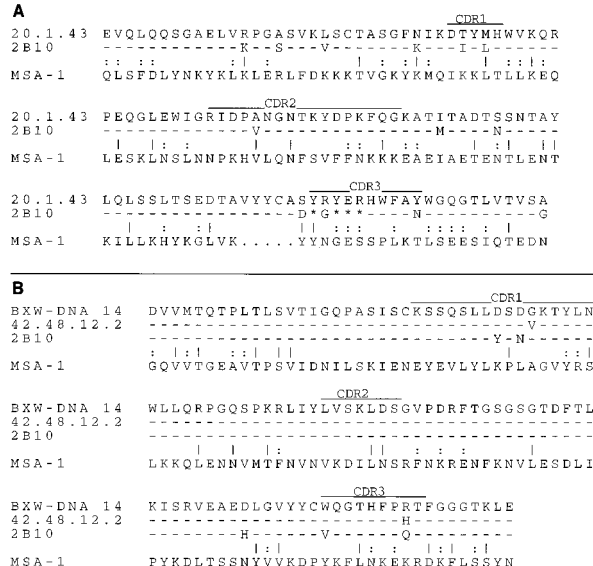 A
CDR1
20.1.43 EVQLQQSGAELVRPGASVKLSCTASGFNIKDTYMHWVKQR
2B10 ------------K-S---V------K---I-L--------
: : : | : : : : | : | | : : |
MSA-1 QLSFDLYNKYKLKLERLFDKKKTVGKYKMQIKKLTLLKEQ
CDR2
20.1.43 PEQGLEWIGRIDPANGNTKYDPKFQGKATITADTSSNTAY
2B10 -------------V---------------M----N-----
MSA-1 LESKLNSLNNPKHVLQNFSVFFNKKKEAEIAETENTLENT
CDR3
20.1.43 LQLSSLTSEDTAVYYCASYRYERHWFAYWGQGTLVTVSA
2B10 -----------------D*G***----N----------G
MSA-1 KILLKHYKGLVK.....YYNGESSPLKTLSEESIQTEDN
B
CDR1
BXW-DNA 14 DVVMTQTPLTLSVTIGQPASISCKSSQSLLDSDGKTYLN
42.48.12.2 ---------------------------------V-----
2B10 ------------------------------Y-N------
MSA-1 GQVVTGEAVTPSVIDNILSKIENEYEVLYLKPLAGVYRS
CDR2
BXW-DNA 14 WLLQRPGQSPKRLIYLVSKLDSGVPDRFTGSGSGTDFTL
42.48.12.2 ---------------------------------------
2B10 ---------------------------------------
MSA-1 LKKQLENNVMTFNVNVKDILNSRFNKRENFKNVLESDLI
CDR3
BXW-DNA 14 KISRVEAEDLGVYYCWQGTHFPRTFGGGTKLE
42.48.12.2 ----------------------H---------
2B10 --------H------V------Q---------
MSA-1 PYKDLTSSNYVVKDPYKFLNKEKRDKFLSSYN